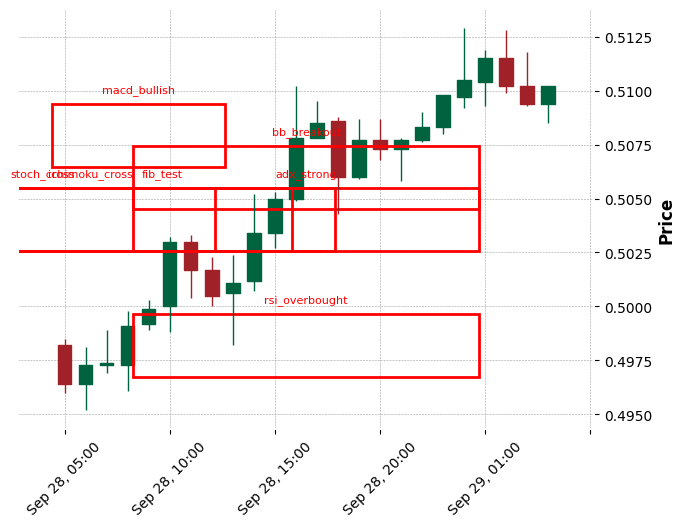 macd_bullish
bb_breakout
stoch_cross
ichimoku_cross
fib_test
adx_strong
rsi_overbought
0.5125
0.5100
0.5075
0.5050
0.5025
0.5000
0.4975
0.4950
Price
Sep 28, 05:00
Sep 28, 10:00
Sep 28, 15:00
Sep 28, 20:00
Sep 29, 01:00